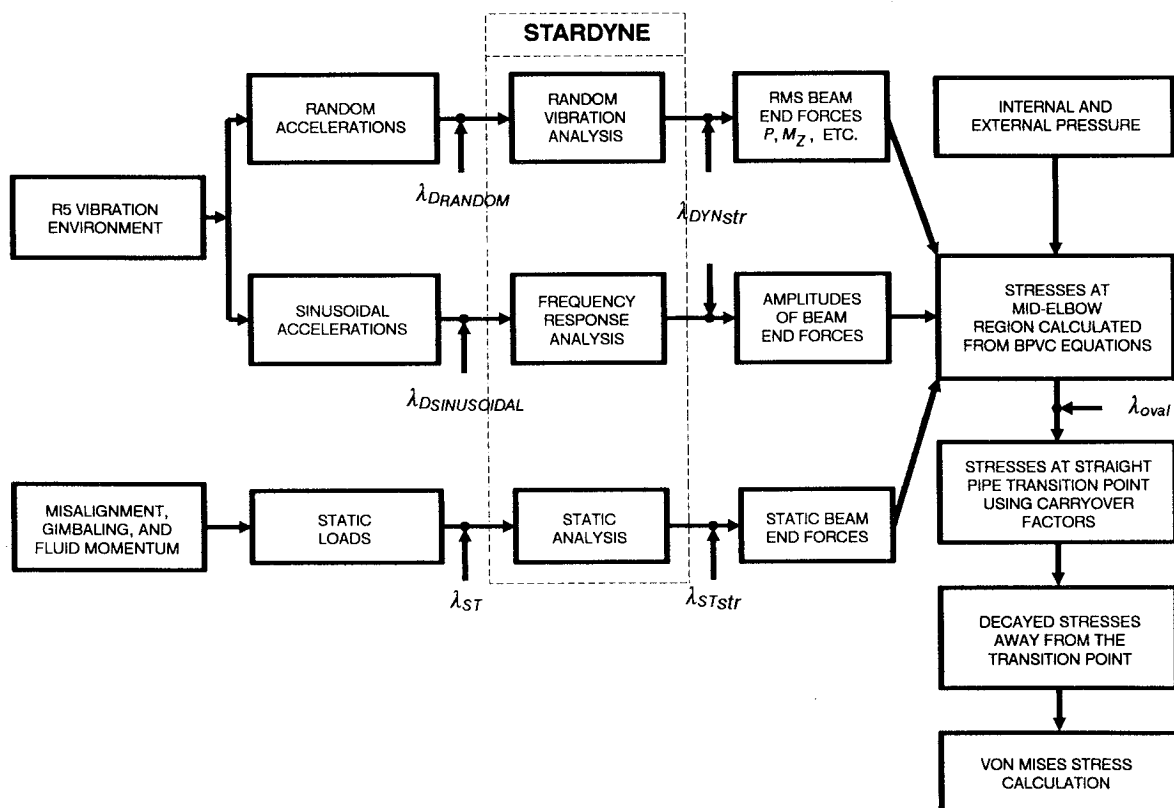 STARDYNE
RANDOM
ACCELERATIONS
RANDOM
VIBRATION
ANALYSIS
RMS BEAM
END FORCES
P, M_Z, ETC.
INTERNAL AND
EXTERNAL PRESSURE
λ_DRANDOM
λ_DYNstr
R5 VIBRATION
ENVIRONMENT
SINUSOIDAL
ACCELERATIONS
FREQUENCY
RESPONSE
ANALYSIS
AMPLITUDES
OF BEAM
END FORCES
STRESSES AT
MID-ELBOW
REGION CALCULATED
FROM BPVC EQUATIONS
λ_DSINUSOIDAL
λ_oval
MISALIGNMENT,
GIMBALING, AND
FLUID MOMENTUM
STATIC
LOADS
STATIC
ANALYSIS
STATIC BEAM
END FORCES
STRESSES AT STRAIGHT
PIPE TRANSITION POINT
USING CARRYOVER
FACTORS
λ_ST
λ_STstr
DECAYED STRESSES
AWAY FROM THE
TRANSITION POINT
VON MISES STRESS
CALCULATION